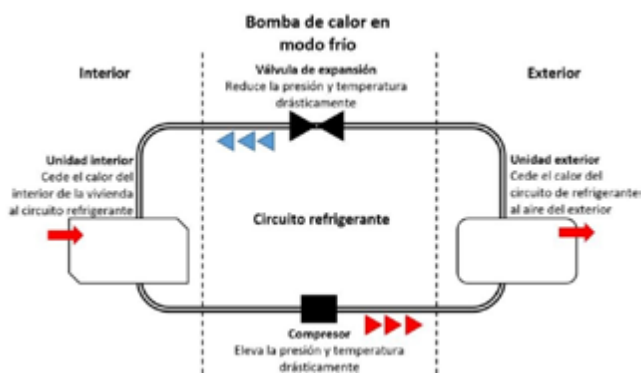 Bomba de calor en
modo frío
Interior
Exterior
Válvula de expansión
Reduce la presión y temperatura
drásticamente
Unidad interior
Cede el calor del
interior de la vivienda
al circuito refrigerante
Unidad exterior
Cede el calor del
circuito de refrigerantes
al aire del exterior
Circuito refrigerante
Compresor
Eleva la presión y temperatura
drásticamente